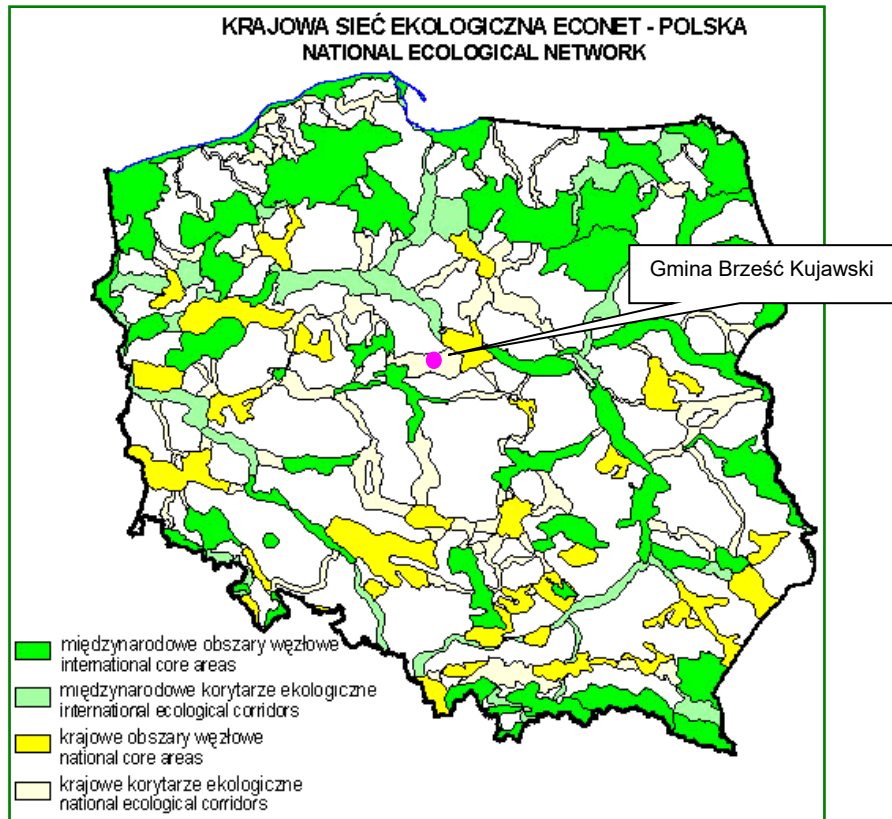 KRAJOWA SIEĆ EKOLOGICZNA ECONET - POLSKA
NATIONAL ECOLOGICAL NETWORK
Gmina Brześć Kujawski
międzynarodowe obszary węzłowe
international core areas
międzynarodowe korytarze ekologiczne
international ecological corridors
krajowe obszary węzłowe
national core areas
krajowe korytarze ekologiczne
national ecological corridors